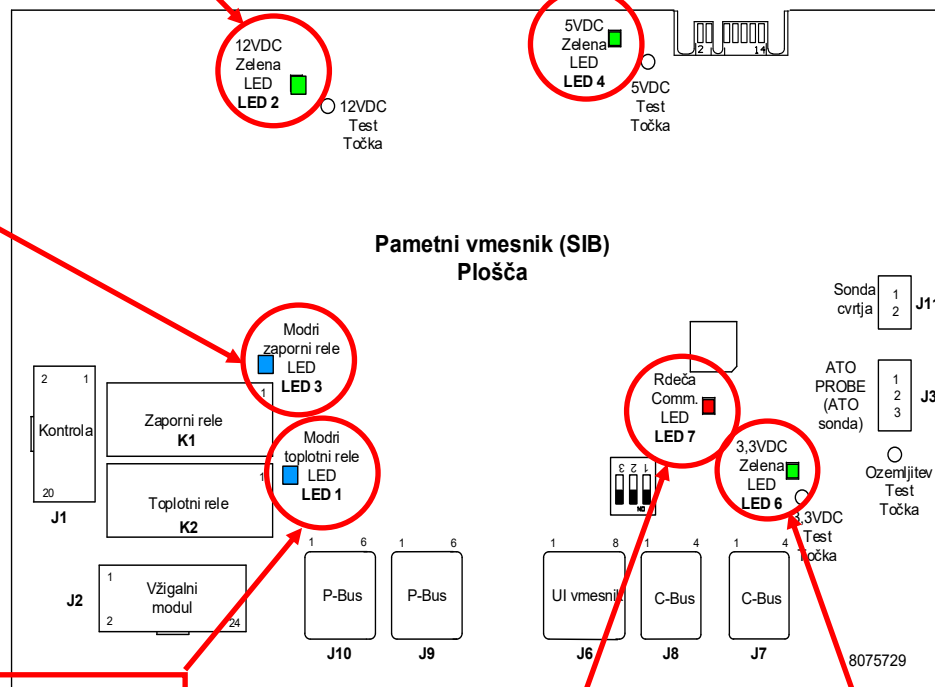 12VDC
Zelena
LED
LED 2
12VDC
Test
Točka
5VDC
Zelena
LED
LED 4
5VDC
Test
Točka
2
14
Pametni vmesnik (SIB)
Plošča
Sonda
cvrtja
1
2
J11
Modri
zaporni rele
LED
LED 3
ATO
PROBE
(ATO
sonda)
1
2
3
J3
Rdeča
Comm.
LED
LED 7
2
1
Kontrola
20
J1
1
Zaporni rele
K1
Modri
toplotni rele
LED
LED 1
1
Toplotni rele
K2
3,3VDC
Zelena
LED
LED 6
3,3VDC
Test
Točka
Ozemljitev
Test
Točka
3 2 1
ON
J2
1
2
Vžigalni
modul
24
1
6
P-Bus
J10
1
6
P-Bus
J9
1
8
UI vmesnik
J6
1
4
C-Bus
J8
1
4
C-Bus
J7
8075729